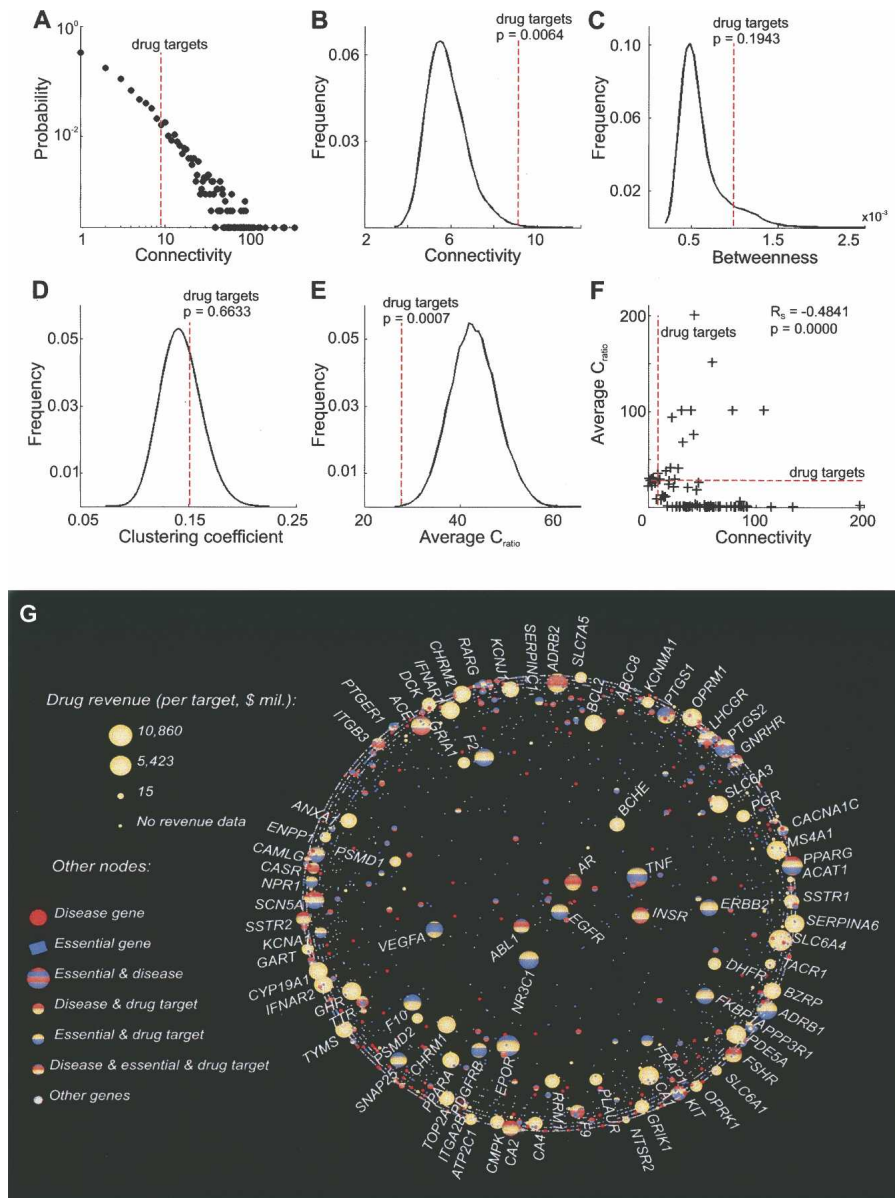 A
10⁰
drug targets
Probability
10⁻²
1
10
100
Connectivity
B
drug targets
p = 0.0064
0.06
Frequency
0.03
2
6
10
Connectivity
C
drug targets
p = 0.1943
0.10
Frequency
0.06
0.02
x10⁻³
0.5
1.5
2.5
Betweenness
D
drug targets
p = 0.6633
0.05
Frequency
0.03
0.01
0.05
0.15
0.25
Clustering coefficient
E
drug targets
p = 0.0007
0.05
Frequency
0.03
0.01
20
40
60
Average C_ratio
F
R_s = -0.4841
p = 0.0000
200
drug targets
Average C_ratio
100
drug targets
0
0
100
200
Connectivity
G
Drug revenue (per target, $ mil.):
10,860
5,423
15
No revenue data
Other nodes:
Disease gene
Essential gene
Essential & disease
Disease & drug target
Essential & drug target
Disease & essential & drug target
Other genes
PTGER1
ITGB3
DCK
ACE
CHRM2
GRIA1
RARG
F2
ADRB2
SLC7A5
BCL2
ABCC8
KCNMA1
PTGS1
OPRM1
LHCGR
PTGS2
GNRHR
SLC6A3
PGR
BCHE
CACNA1C
MS4A1
PPARG
ACAT1
SSTR1
SERPINA6
SLC6A4
TACR1
DHFR
BZRP
ADRB1
PPP3R1
PDE5A
FSHR
SLC6A1
OPRK1
KIT
GRIK1
NTSR2
PLAUR
F9
RRM1
CA4
CA2
CMPK
ATP2C1
ITGA2B
TOP2A
PDGFRB
PPARA
EPOR
CHRM1
SNAP25
PSMD2
F10
TYMS
TTR
GHR
IFNAR2
CYP19A1
GART
KCNA1
SSTR2
SCN5A
NPR1
CASR
CAMLG
ENPP1
ANXA1
PSMD1
AR
TNF
EGFR
INSR
ERBB2
ABL1
VEGFA
NR3C1